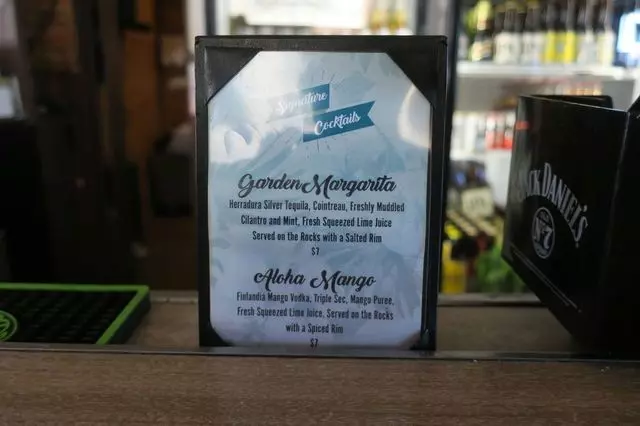 Signature
Cocktails
Garden Margarita
Herradura Silver Tequila, Cointreau, Freshly Muddled
Cilantro and Mint, Fresh Squeezed Lime Juice
Served on the Rocks with a Salted Rim
$7
Aloha Mango
Finlandia Mango Vodka, Triple Sec, Mango Puree,
Fresh Squeezed Lime Juice, Served on the Rocks
with a Spiced Rim
$7
JACK DANIEL'S
No.7